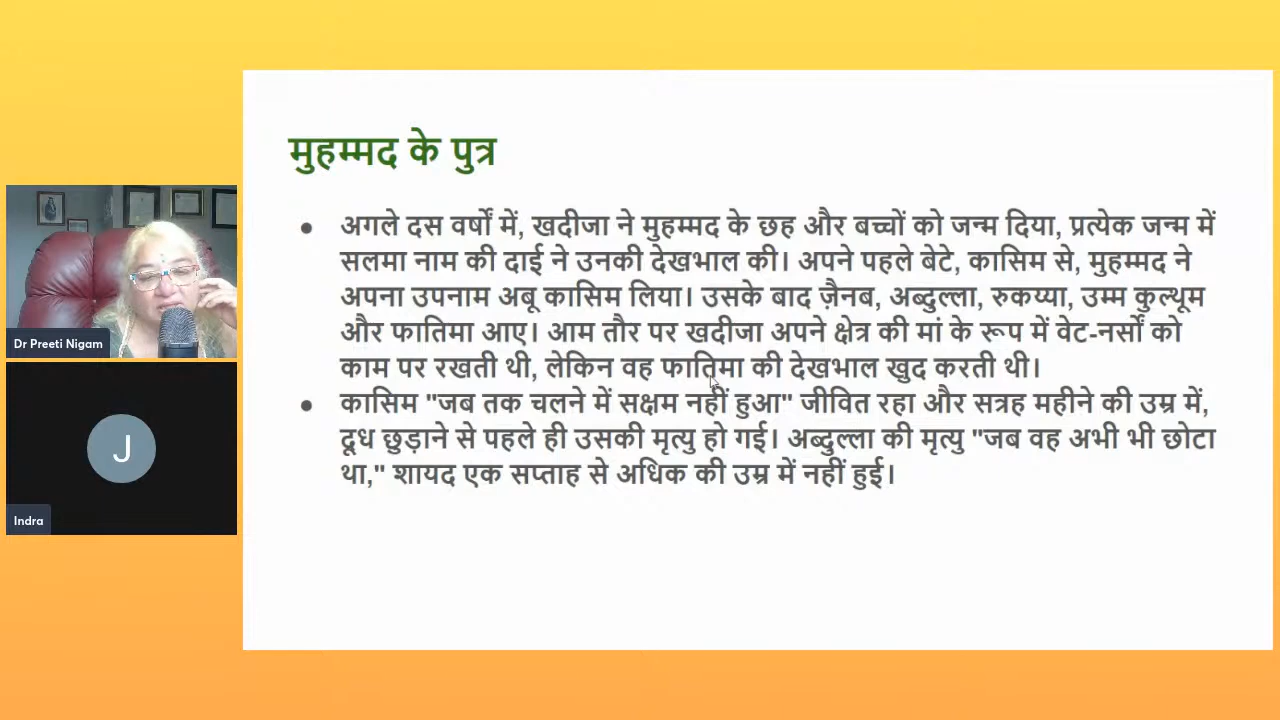 मुहम्मद के पुत्र
● अगले दस वर्षों में, खदीजा ने मुहम्मद के छह और बच्चों को जन्म दिया, प्रत्येक जन्म में
सलमा नाम की दाई ने उनकी देखभाल की। अपने पहले बेटे, कासिम से, मुहम्मद ने
अपना उपनाम अबू कासिम लिया। उसके बाद ज़ैनब, अब्दुल्ला, रुकय्या, उम्म कुल्थूम
और फातिमा आए। आम तौर पर खदीजा अपने क्षेत्र की मां के रूप में वेट-नर्सों को
काम पर रखती थी, लेकिन वह फातिमा की देखभाल खुद करती थी।
● कासिम "जब तक चलने में सक्षम नहीं हुआ" जीवित रहा और सत्रह महीने की उम्र में,
दूध छुड़ाने से पहले ही उसकी मृत्यु हो गई। अब्दुल्ला की मृत्यु "जब वह अभी भी छोटा
था," शायद एक सप्ताह से अधिक की उम्र में नहीं हुई।
Dr Preeti Nigam
J
Indra